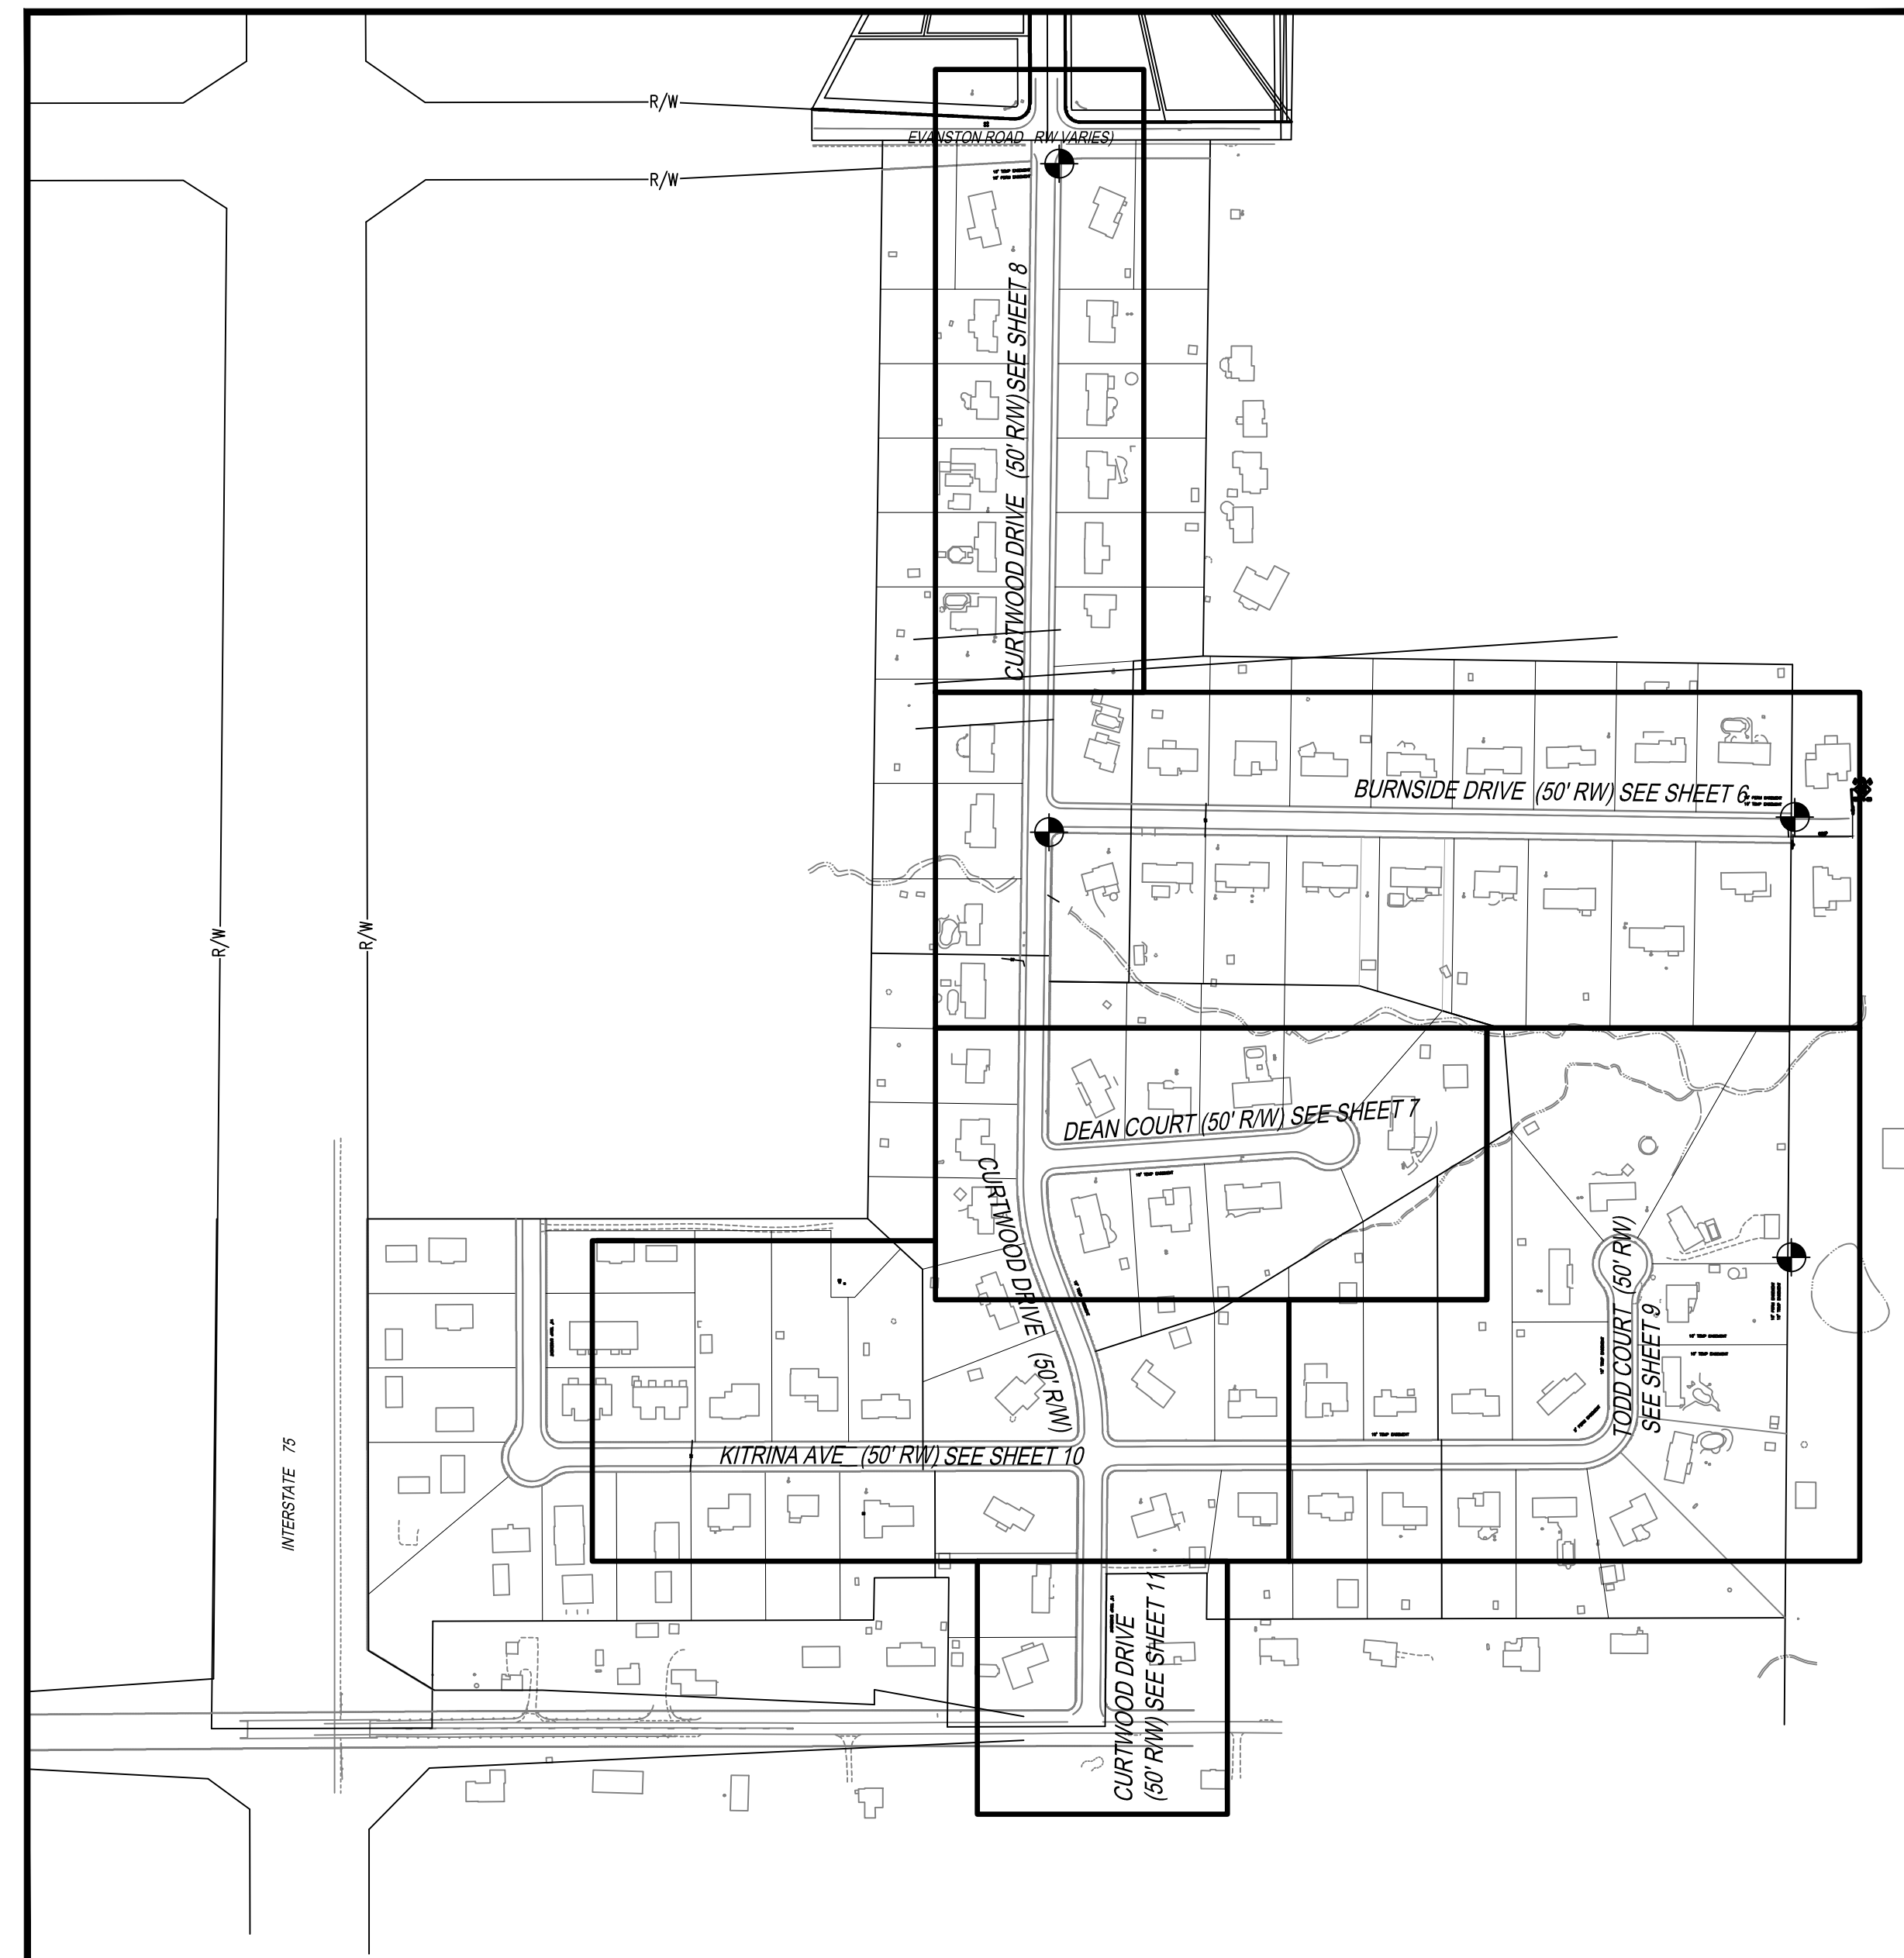 R/W
EVANSTON ROAD RW VARIES)
R/W
CURTWOOD DRIVE (50' R/W)SEE SHEET 8
BURNSIDE DRIVE (50' RW) SEE SHEET 6
R/W
R/W
DEAN COURT (50' R/W) SEE SHEET 7
CURTWOOD DRIVE (50' R/W)
TODD COURT (50' RW)
SEE SHEET 9
KITRINA AVE_ (50' RW) SEE SHEET 10
INTERSTATE 75
CURTWOOD DRIVE
(50' R/W) SEE SHEET 11